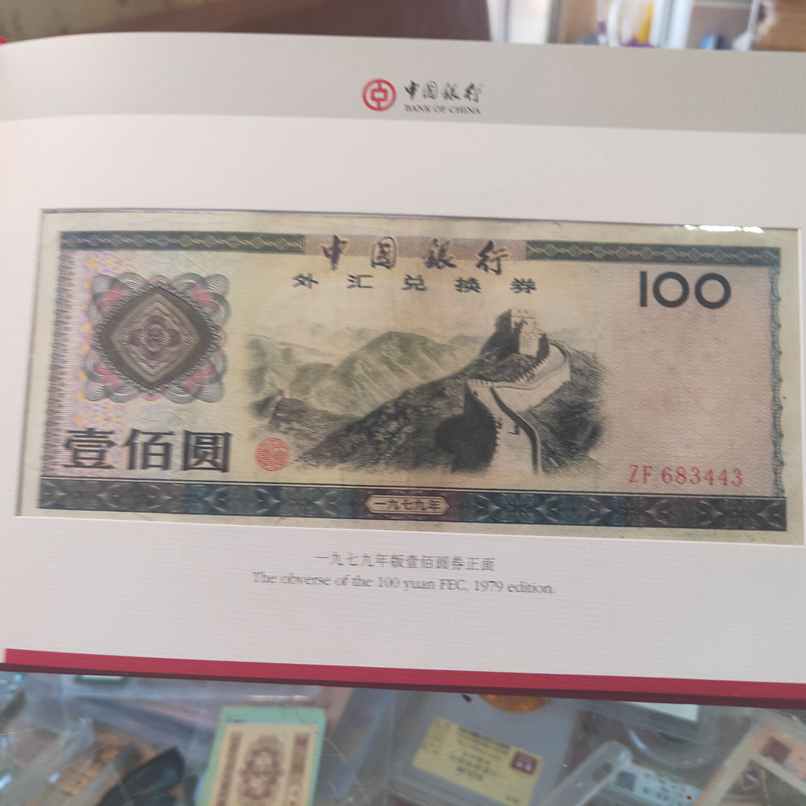 中国银行
BANK OF CHINA
中国銀行
外汇兑换券
100
壹佰圆
ZF 683443
一九七九年
一九七九年版壹佰圆券正面
The obverse of the 100 yuan FEC, 1979 edition.